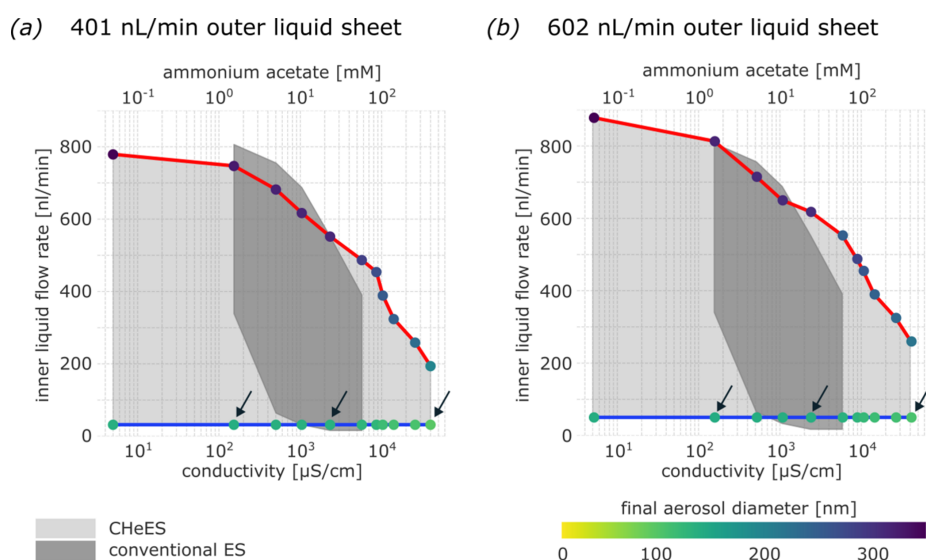 (a) 401 nL/min outer liquid sheet
ammonium acetate [mM]
10⁻¹ 10⁰ 10¹ 10²
inner liquid flow rate [nl/min]
800
600
400
200
0
10¹ 10² 10³ 10⁴
conductivity [µS/cm]
(b) 602 nL/min outer liquid sheet
ammonium acetate [mM]
10⁻¹ 10⁰ 10¹ 10²
inner liquid flow rate [nl/min]
800
600
400
200
0
10¹ 10² 10³ 10⁴
conductivity [µS/cm]
CHeES
conventional ES
final aerosol diameter [nm]
0 100 200 300